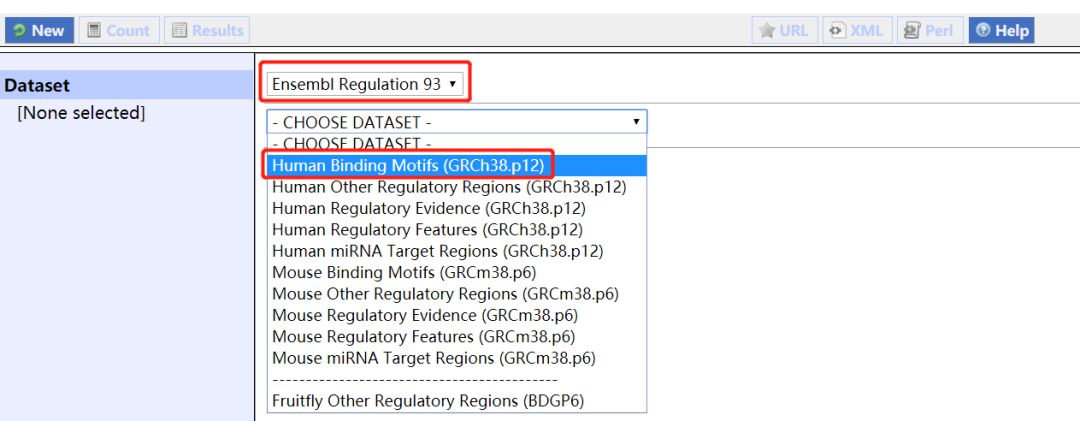 New Count Results URL XML Perl Help
Dataset
[None selected]
Ensembl Regulation 93
- CHOOSE DATASET -
- CHOOSE DATASET -
Human Binding Motifs (GRCh38.p12)
Human Other Regulatory Regions (GRCh38.p12)
Human Regulatory Evidence (GRCh38.p12)
Human Regulatory Features (GRCh38.p12)
Human miRNA Target Regions (GRCh38.p12)
Mouse Binding Motifs (GRCm38.p6)
Mouse Other Regulatory Regions (GRCm38.p6)
Mouse Regulatory Evidence (GRCm38.p6)
Mouse Regulatory Features (GRCm38.p6)
Mouse miRNA Target Regions (GRCm38.p6)
------------------------------------------
Fruitfly Other Regulatory Regions (BDGP6)